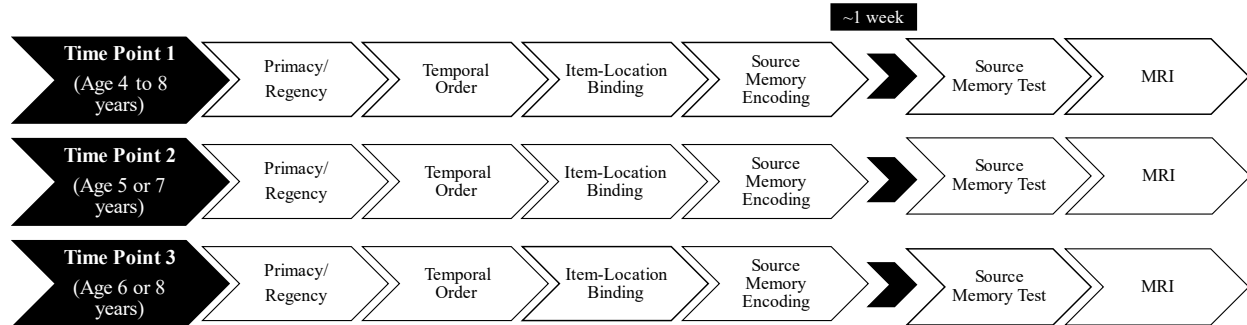 ~1 week
Time Point 1
(Age 4 to 8
years)
Primacy/
Regency
Temporal
Order
Item-Location
Binding
Source
Memory
Encoding
Source
Memory Test
MRI
Time Point 2
(Age 5 or 7
years)
Primacy/
Regency
Temporal
Order
Item-Location
Binding
Source
Memory
Encoding
Source
Memory Test
MRI
Time Point 3
(Age 6 or 8
years)
Primacy/
Regency
Temporal
Order
Item-Location
Binding
Source
Memory
Encoding
Source
Memory Test
MRI